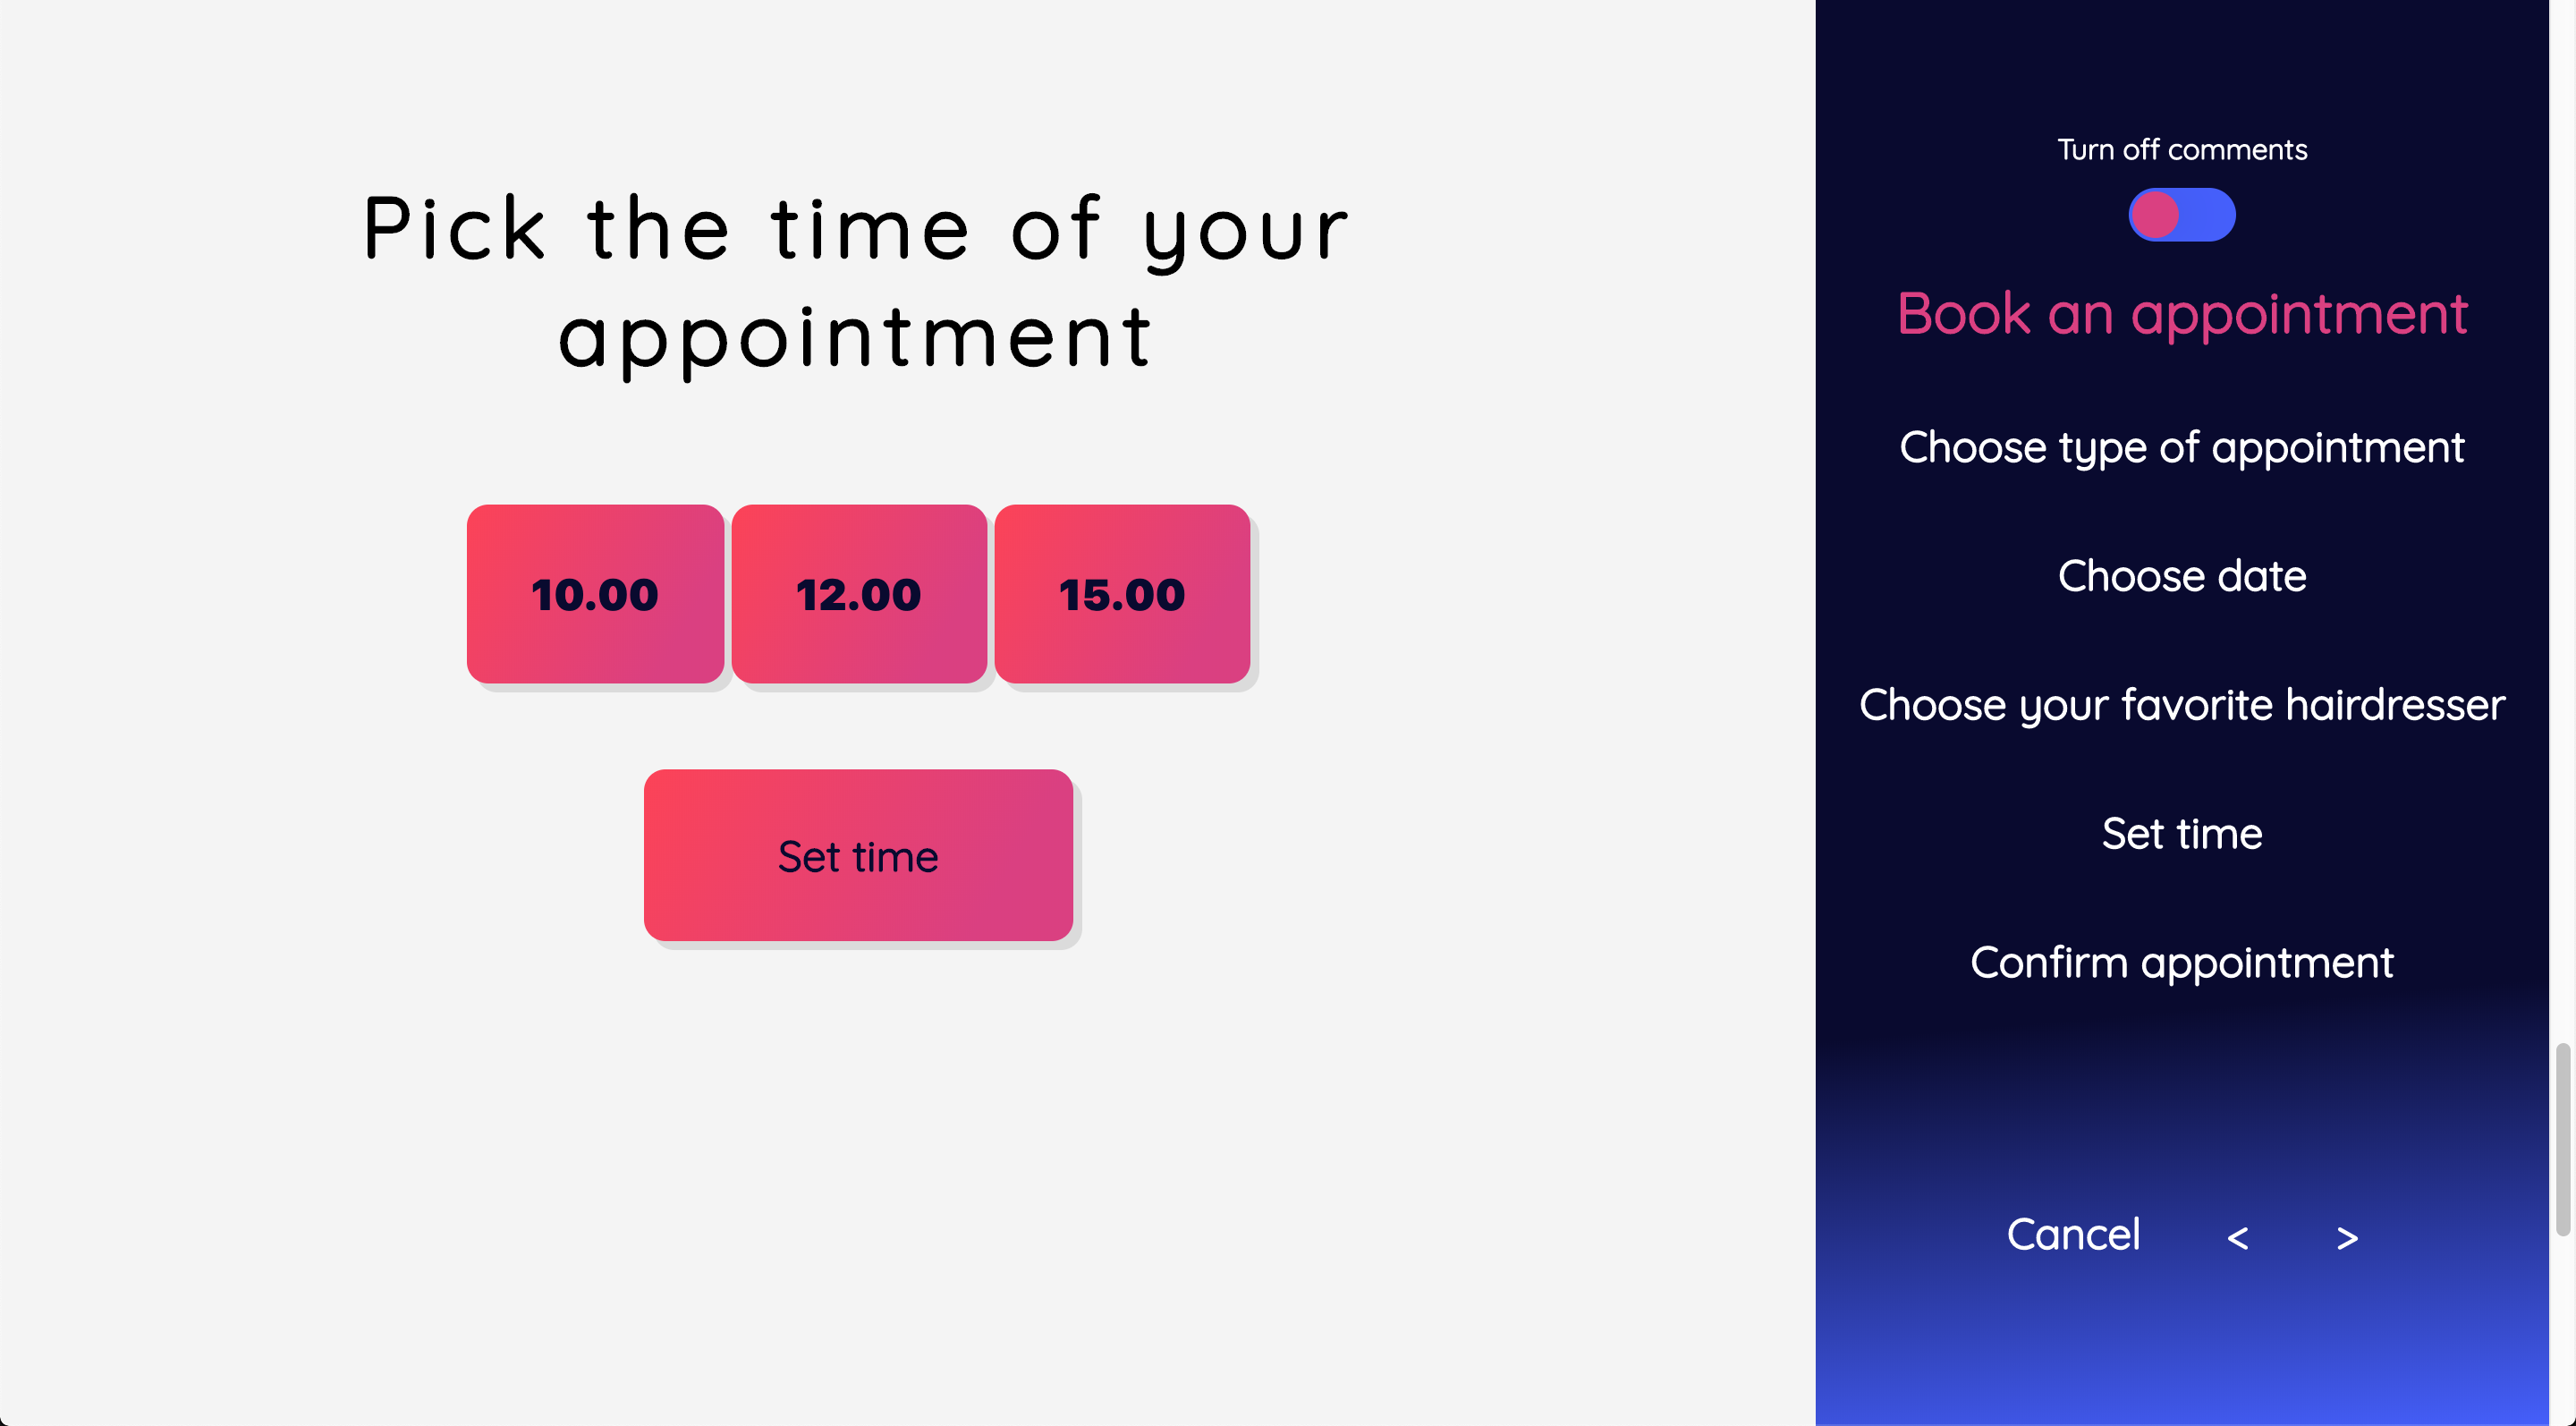 Pick the time of your
appointment
10.00 12.00 15.00
Set time
Turn off comments
Book an appointment
Choose type of appointment
Choose date
Choose your favorite hairdresser
Set time
Confirm appointment
Cancel < >